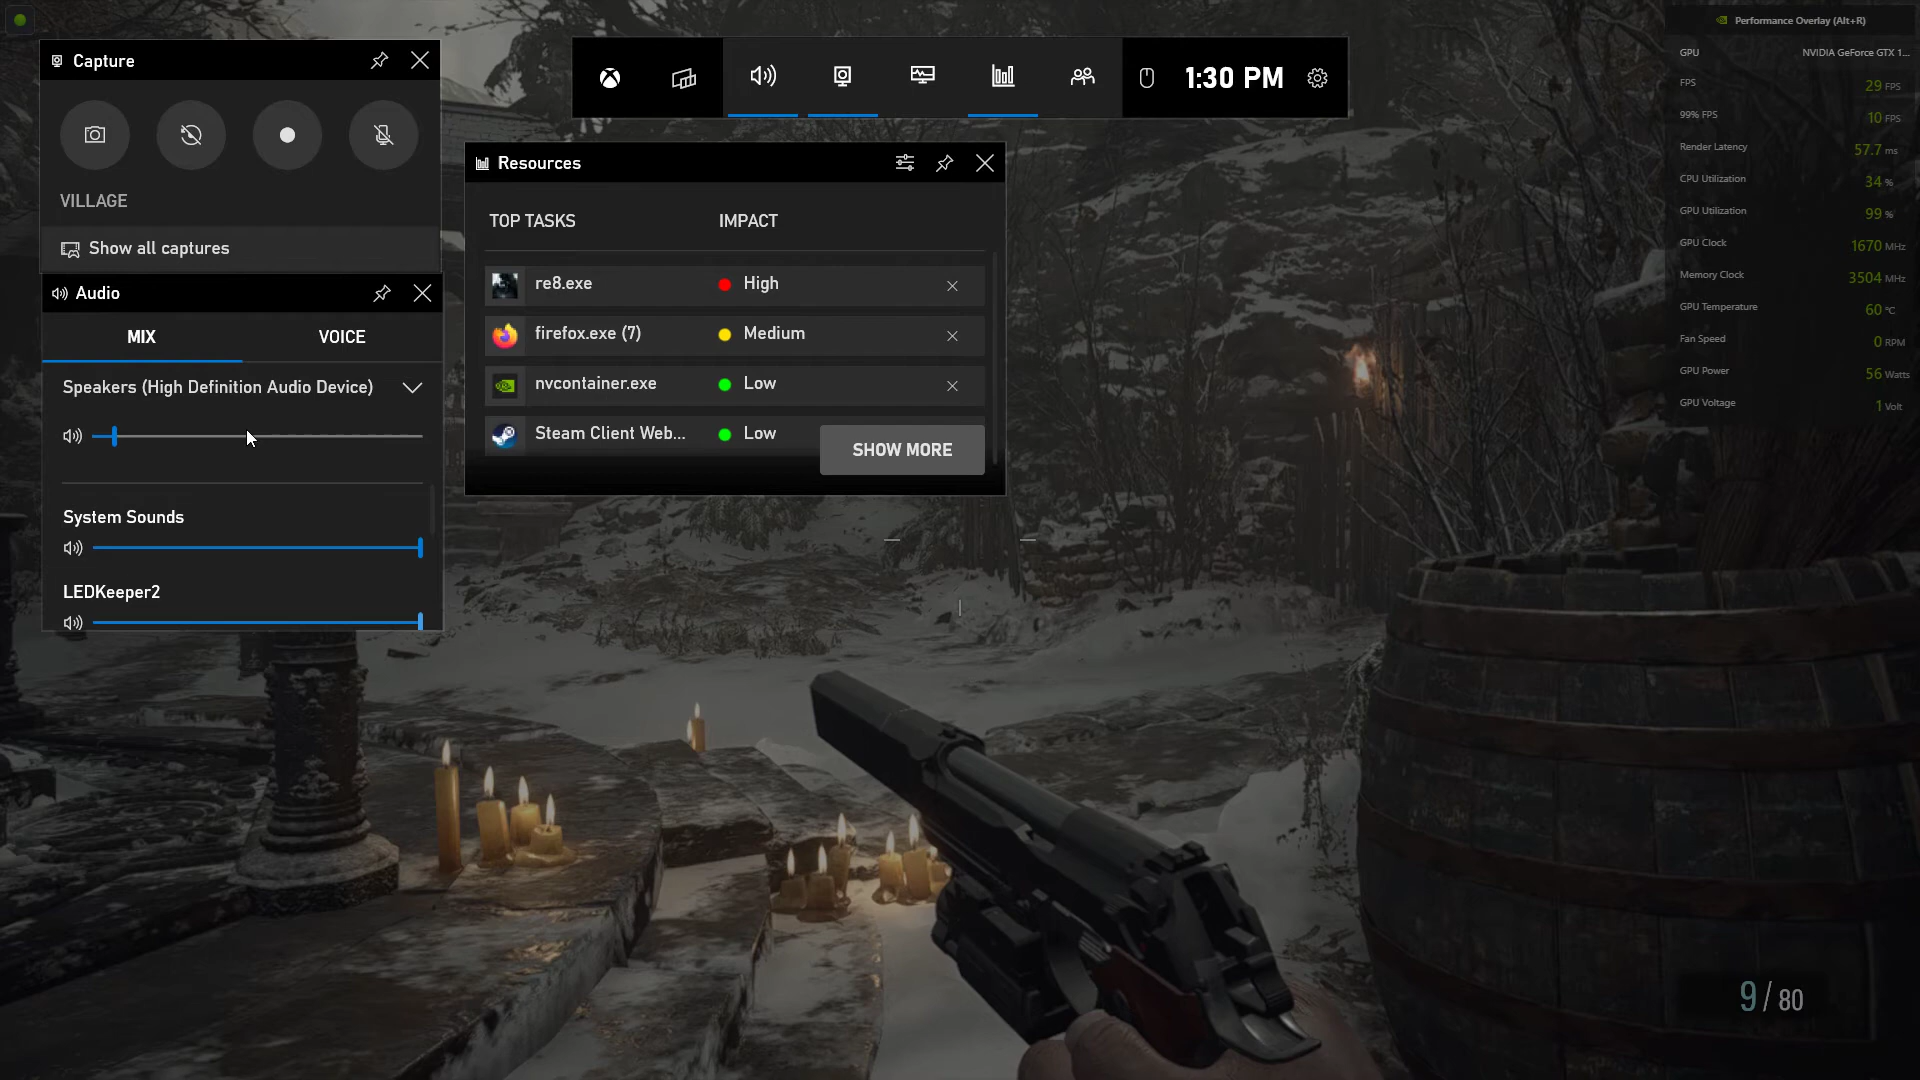 Capture
VILLAGE
Show all captures
Audio
MIX
VOICE
Speakers (High Definition Audio Device)
System Sounds
LEDKeeper2
1:30 PM
Resources
TOP TASKS
IMPACT
re8.exe
High
firefox.exe (7)
Medium
nvcontainer.exe
Low
Steam Client Web...
Low
SHOW MORE
Performance Overlay (Alt+R)
GPU NVIDIA GeForce GTX 1...
FPS 29 FPS
99% FPS 10 FPS
Render Latency 57.7 ms
CPU Utilization 34 %
GPU Utilization 99 %
GPU Clock 1670 MHz
Memory Clock 3504 MHz
GPU Temperature 60 °C
Fan Speed 0 RPM
GPU Power 56 Watts
GPU Voltage 1 Volt
9 / 80